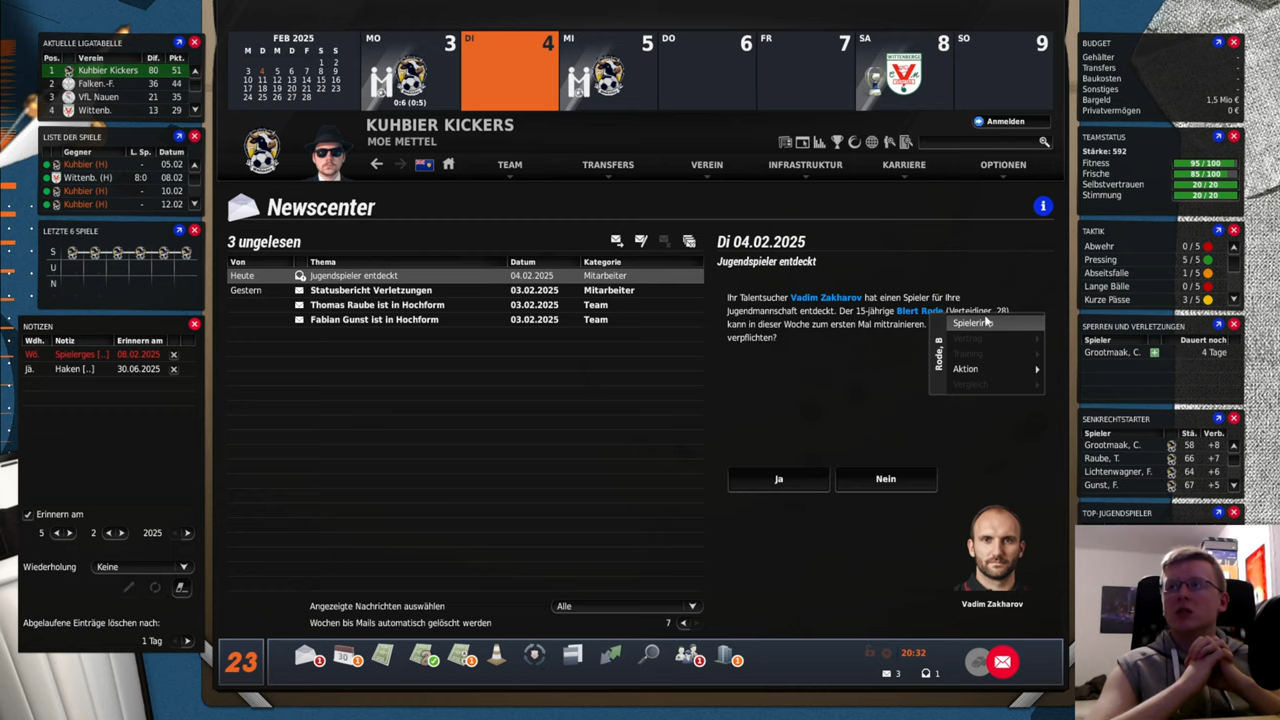 AKTUELLE LIGATABELLE
Pos. Verein Dif. Pkt.
1 Kuhbier Kickers 80 51
2 Falken.-F. 36 44
3 VfL Nauen 21 35
4 Wittenb. 13 29
LISTE DER SPIELE
Gegner L. Sp. Datum
Kuhbier (H) - 05.02
Wittenb. (H) 8:0 08.02
Kuhbier (H) - 10.02
Kuhbier (H) - 12.02
LETZTE 6 SPIELE
S
U
N
NOTIZEN
Wdh. Notiz Erinnern am
Wö. Spielerges [..] 08.02.2025
Jä. Haken [..] 30.06.2025
Erinnern am
5 2 2025
Wiederholung Keine
Abgelaufene Einträge löschen nach:
1 Tag
FEB 2025
M D M D F S S
1 2
3 4 5 6 7 8 9
10 11 12 13 14 15 16
17 18 19 20 21 22 23
24 25 26 27 28
MO 3
0:6 (0:5)
DI 4
MI 5
DO 6
FR 7
SA 8
WITTENBERGE
SO 9
KUHBIER KICKERS
MOE METTEL
Anmelden
TEAM TRANSFERS VEREIN INFRASTRUKTUR KARRIERE OPTIONEN
Newscenter
3 ungelesen
Von Thema Datum Kategorie
Heute Jugendspieler entdeckt 04.02.2025 Mitarbeiter
Gestern Statusbericht Verletzungen 03.02.2025 Mitarbeiter
Thomas Raube ist in Hochform 03.02.2025 Team
Fabian Gunst ist in Hochform 03.02.2025 Team
Angezeigte Nachrichten auswählen Alle
Wochen bis Mails automatisch gelöscht werden 7
Di 04.02.2025
Jugendspieler entdeckt
Ihr Talentsucher Vadim Zakharov hat einen Spieler für Ihre
Jugendmannschaft entdeckt. Der 15-jährige Blert Rode (Verteidiger, 28)
kann in dieser Woche zum ersten Mal mittrainieren.
verpflichten?
Rode, B
Vertrag
Training
Aktion
Vergleich
Ja Nein
Vadim Zakharov
23
1 1 1 1 1
20:32
3 1
BUDGET
Gehälter -
Transfers -
Baukosten -
Sonstiges -
Bargeld 1,5 Mio €
Privatvermögen 0 €
TEAMSTATUS
Stärke: 592
Fitness 95 / 100
Frische 85 / 100
Selbstvertrauen 20 / 20
Stimmung 20 / 20
TAKTIK
Abwehr 0 / 5
Pressing 5 / 5
Abseitsfalle 1 / 5
Lange Bälle 0 / 5
Kurze Pässe 3 / 5
SPERREN UND VERLETZUNGEN
Spieler Dauert noch
Grootmaak, C. 4 Tage
SENKRECHTSTARTER
Spieler Stä. Verb.
Grootmaak, C. 58 +8
Raube, T. 66 +7
Lichtenwagner, F. 64 +6
Gunst, F. 67 +5
TOP-JUGENDSPIELER